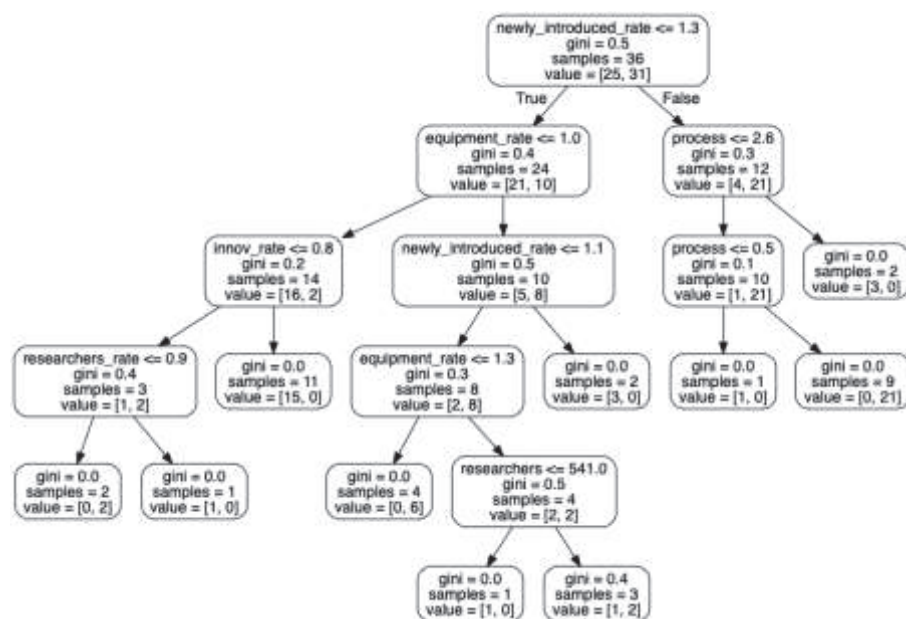 newly_introduced_rate <= 1.3
gini = 0.5
samples = 36
value = [25, 31]
True
False
equipment_rate <= 1.0
gini = 0.4
samples = 24
value = [21, 10]
process <= 2.6
gini = 0.3
samples = 12
value = [4, 21]
innov_rate <= 0.8
gini = 0.2
samples = 14
value = [16, 2]
newly_introduced_rate <= 1.1
gini = 0.5
samples = 10
value = [5, 8]
process <= 0.5
gini = 0.1
samples = 10
value = [1, 21]
gini = 0.0
samples = 2
value = [3, 0]
researchers_rate <= 0.9
gini = 0.4
samples = 3
value = [1, 2]
gini = 0.0
samples = 11
value = [15, 0]
equipment_rate <= 1.3
gini = 0.3
samples = 8
value = [2, 8]
gini = 0.0
samples = 2
value = [3, 0]
gini = 0.0
samples = 1
value = [1, 0]
gini = 0.0
samples = 9
value = [0, 21]
gini = 0.0
samples = 2
value = [0, 2]
gini = 0.0
samples = 1
value = [1, 0]
gini = 0.0
samples = 4
value = [0, 6]
researchers <= 541.0
gini = 0.5
samples = 4
value = [2, 2]
gini = 0.0
samples = 1
value = [1, 0]
gini = 0.4
samples = 3
value = [1, 2]